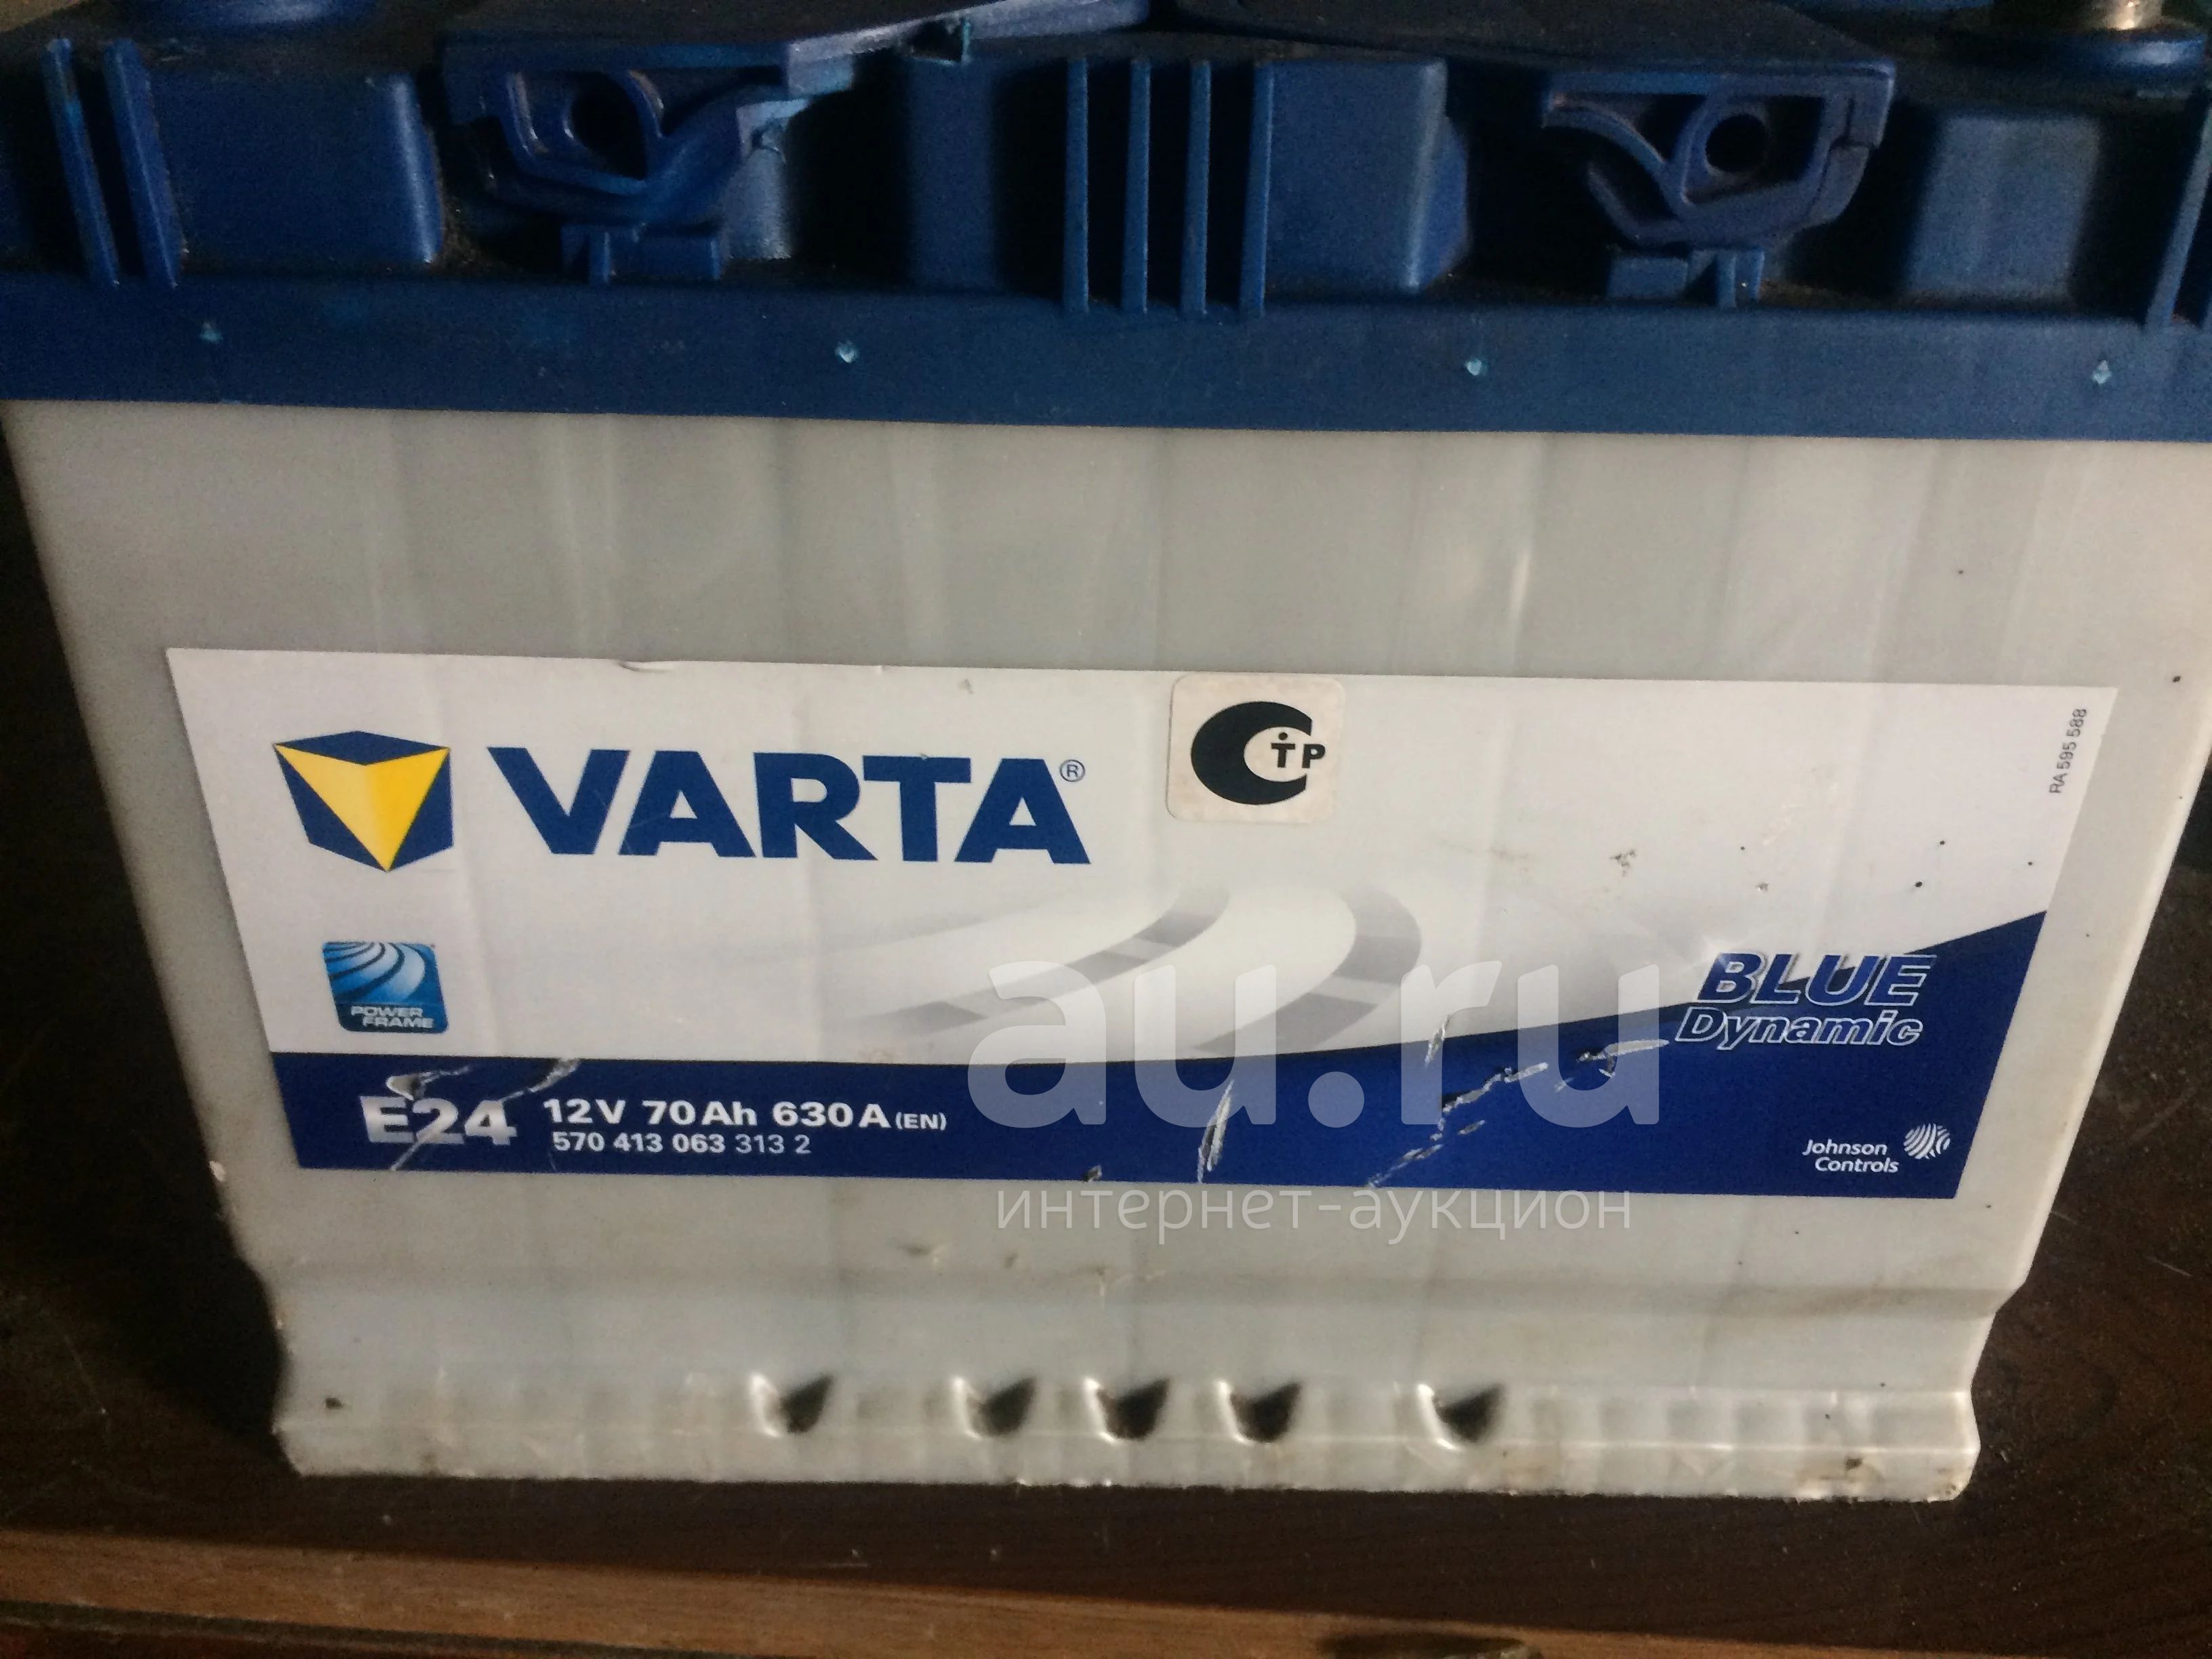 VARTA®
СТР
RA 595 588
POWER
FRAME
BLUE
Dynamic
E24 12V 70Ah 630A (EN)
570 413 063 313 2
Johnson
Controls
au.ru
интернет-аукцион